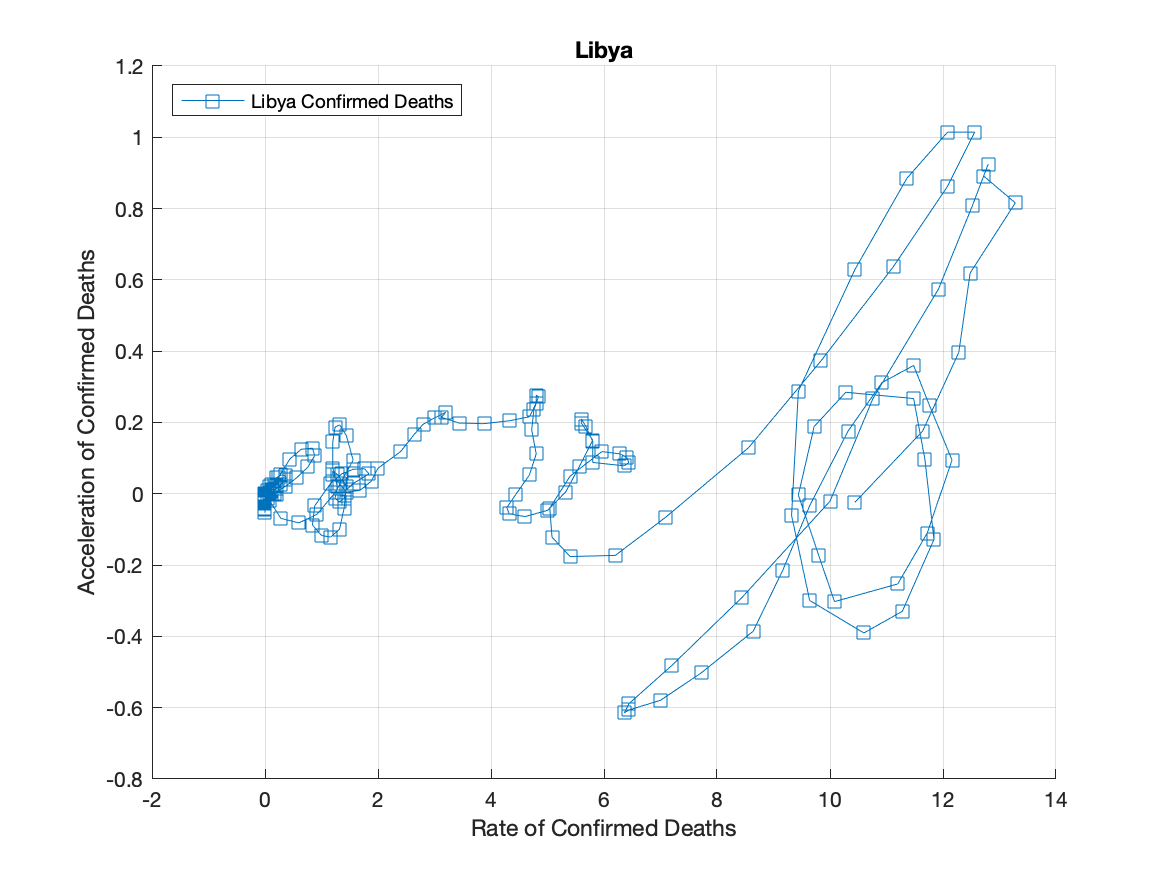 Libya
1.2
1
0.8
0.6
0.4
0.2
0
-0.2
-0.4
-0.6
-0.8
Libya Confirmed Deaths
Acceleration of Confirmed Deaths
-2 0 2 4 6 8 10 12 14
Rate of Confirmed Deaths